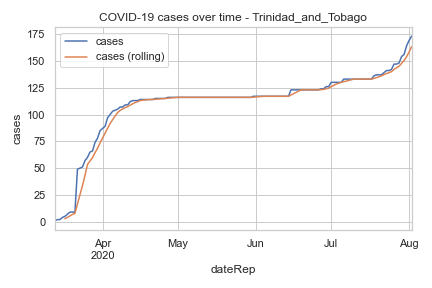 COVID-19 cases over time - Trinidad_and_Tobago
cases
cases (rolling)
175
150
125
100
75
50
25
0
cases
Apr
2020
May
Jun
Jul
Aug
dateRep